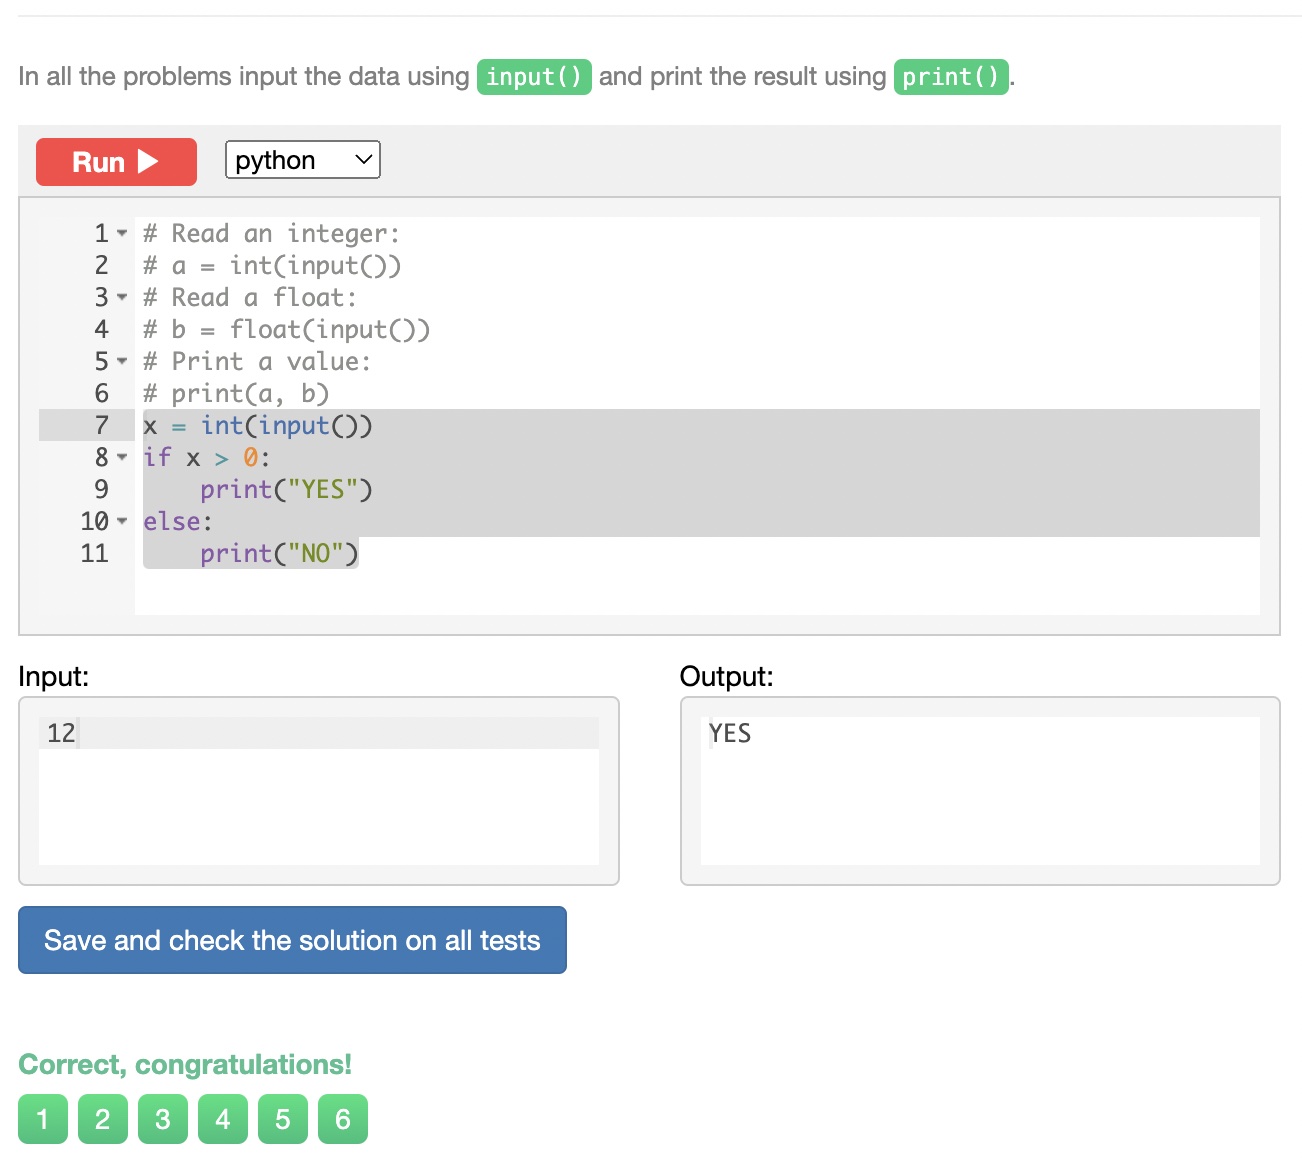 In all the problems input the data using input() and print the result using print().
Run
python
1 # Read an integer:
2 # a = int(input())
3 # Read a float:
4 # b = float(input())
5 # Print a value:
6 # print(a, b)
7 x = int(input())
8 if x > 0:
9     print("YES")
10 else:
11     print("NO")
Input: Output:
12 YES
Save and check the solution on all tests
Correct, congratulations!
1 2 3 4 5 6